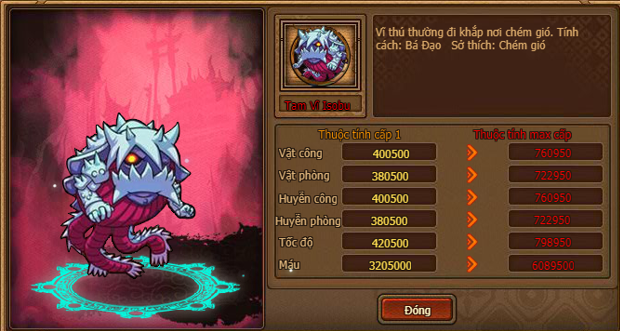 Vĩ thú thường đi khắp nơi chém gió. Tính
cách: Bá Đạo Sở thích: Chém gió
Tam Vĩ Isobu
Thuộc tính cấp 1 Thuộc tính max cấp
Vật công 400500 760950
Vật phòng 380500 722950
Huyễn công 400500 760950
Huyễn phòng 380500 722950
Tốc độ 420500 798950
Máu 3205000 6089500
Đóng